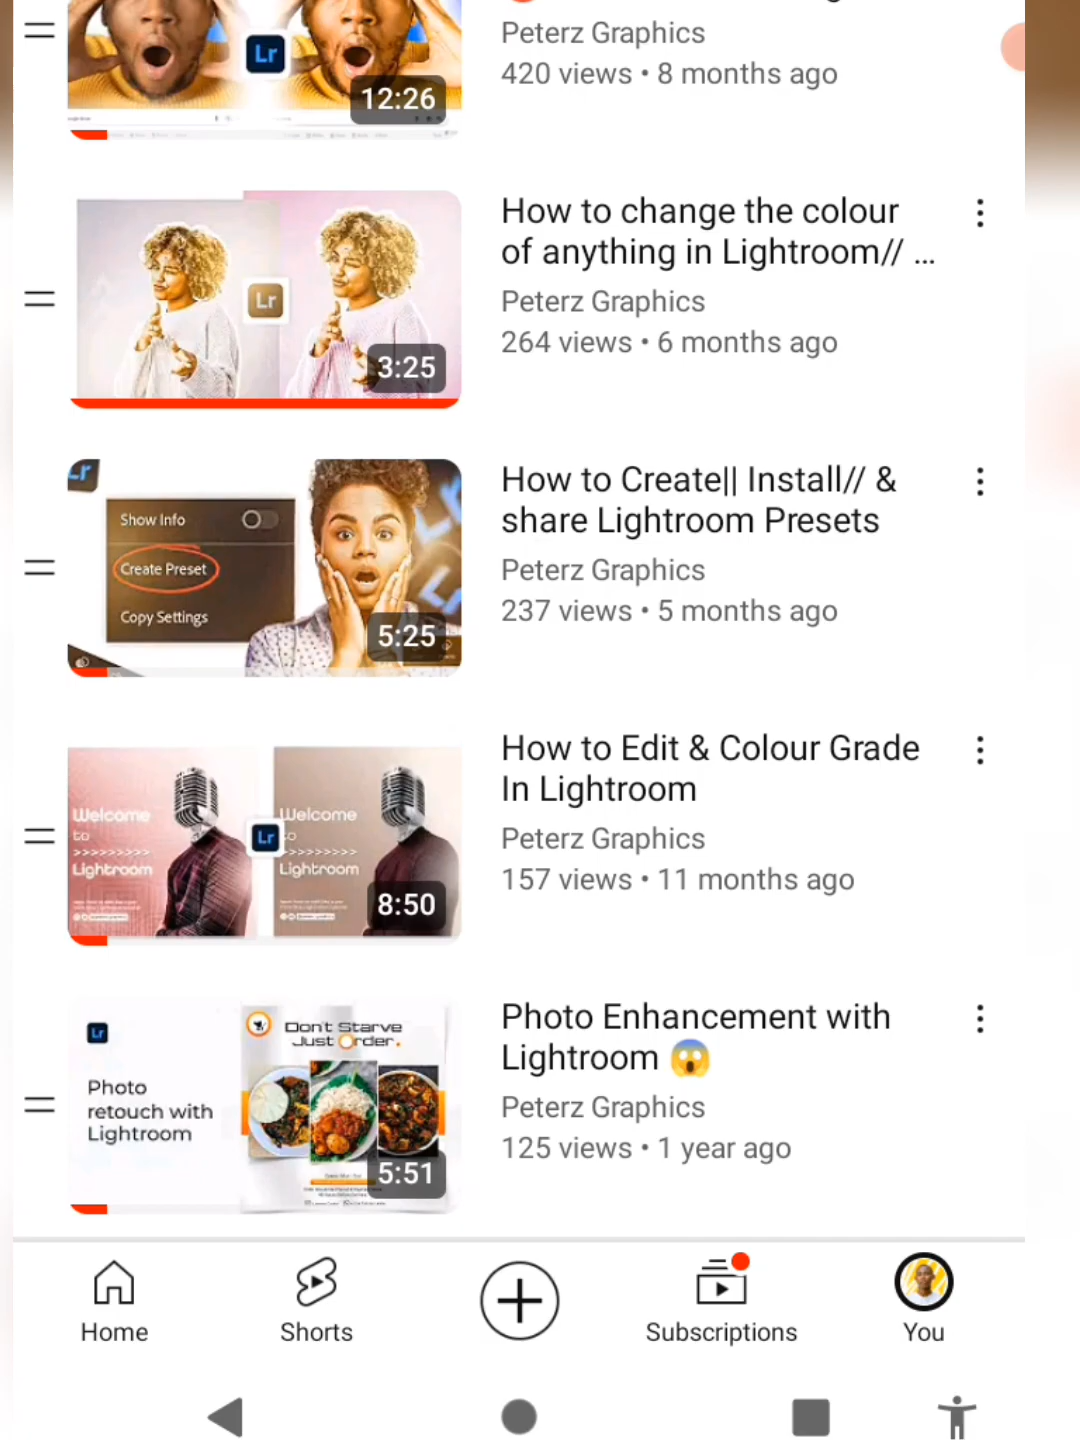 Peterz Graphics
420 views • 8 months ago
Lr
12:26
How to change the colour
of anything in Lightroom// ...
Peterz Graphics
264 views • 6 months ago
Lr
3:25
How to Create|| Install// &
share Lightroom Presets
Peterz Graphics
237 views • 5 months ago
Lr
Show Info
Create Preset
Copy Settings
5:25
How to Edit & Colour Grade
In Lightroom
Peterz Graphics
157 views • 11 months ago
Welcome
to
>>>>>>>>>
Lightroom
Lr
Welcome
to
>>>>>>>>>
Lightroom
8:50
Photo Enhancement with
Lightroom 😱
Peterz Graphics
125 views • 1 year ago
Lr
Photo
retouch with
Lightroom
Don't Starve
Just Order.
5:51
Home
Shorts
Subscriptions
You